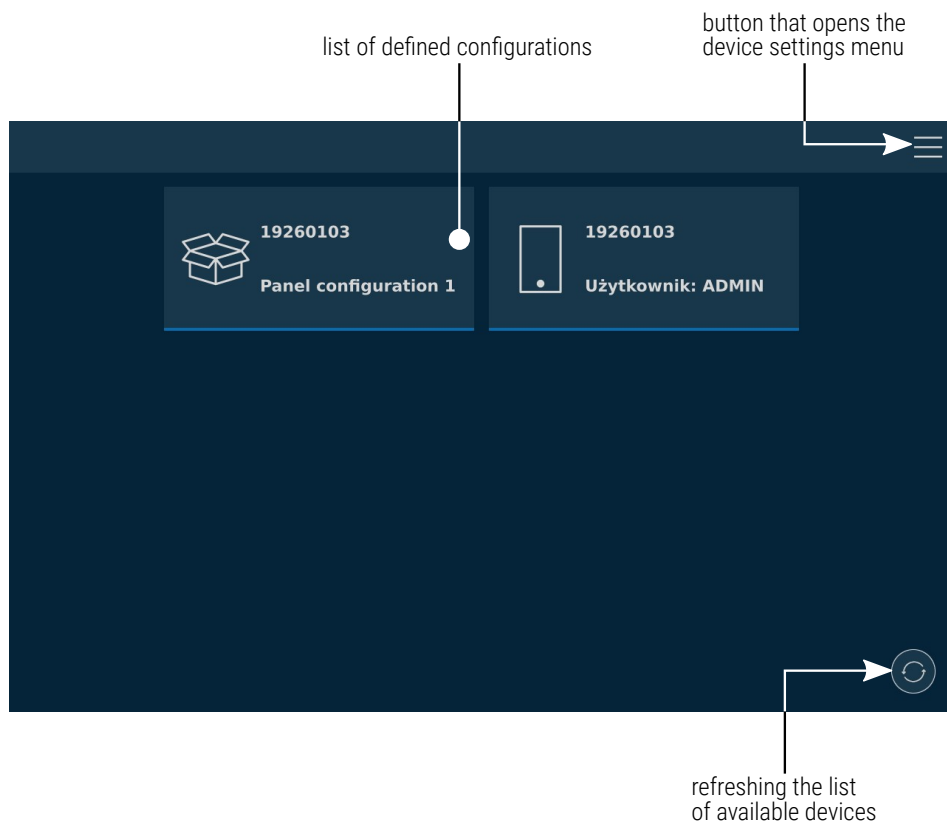 button that opens the
device settings menu
list of defined configurations
19260103
Panel configuration 1
19260103
Użytkownik: ADMIN
refreshing the list
of available devices